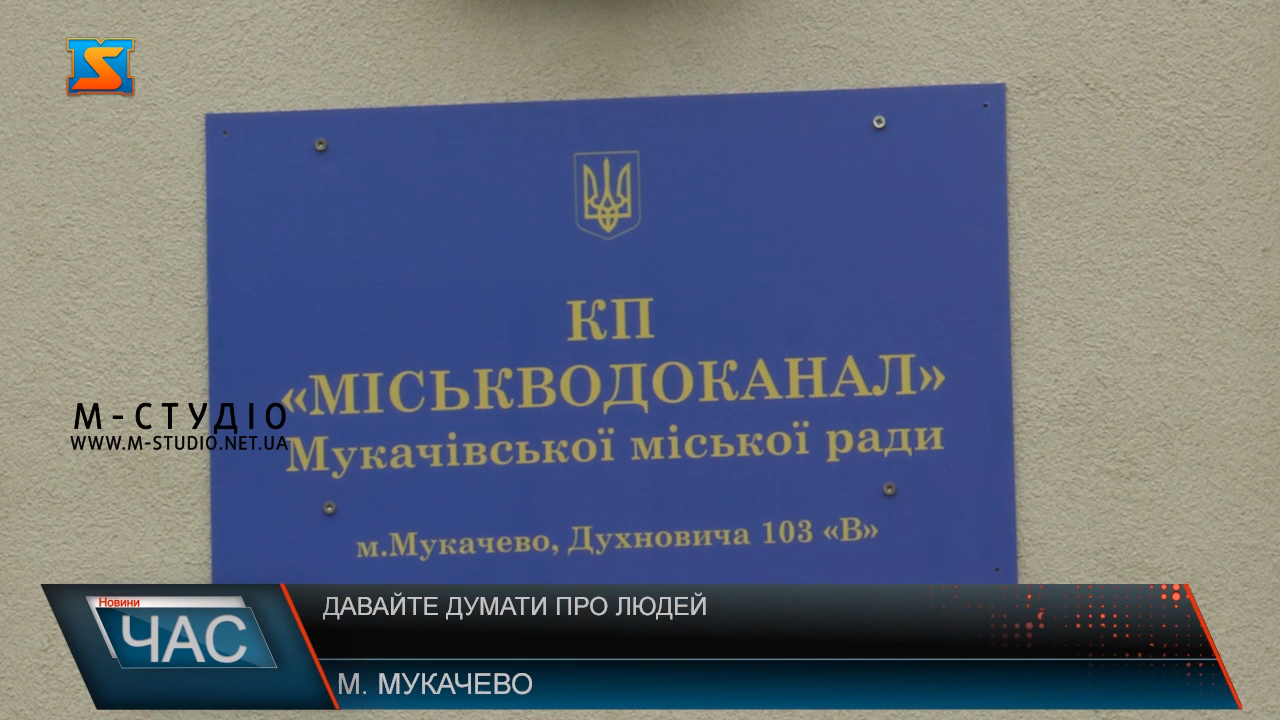 КП
«МІСЬКВОДОКАНАЛ»
Мукачівської міської ради
м.Мукачево, Духновича 103 «В»
М-СТУДІО
WWW.M-STUDIO.NET.UA
Новини
ЧАС
ДАВАЙТЕ ДУМАТИ ПРО ЛЮДЕЙ
М. МУКАЧЕВО